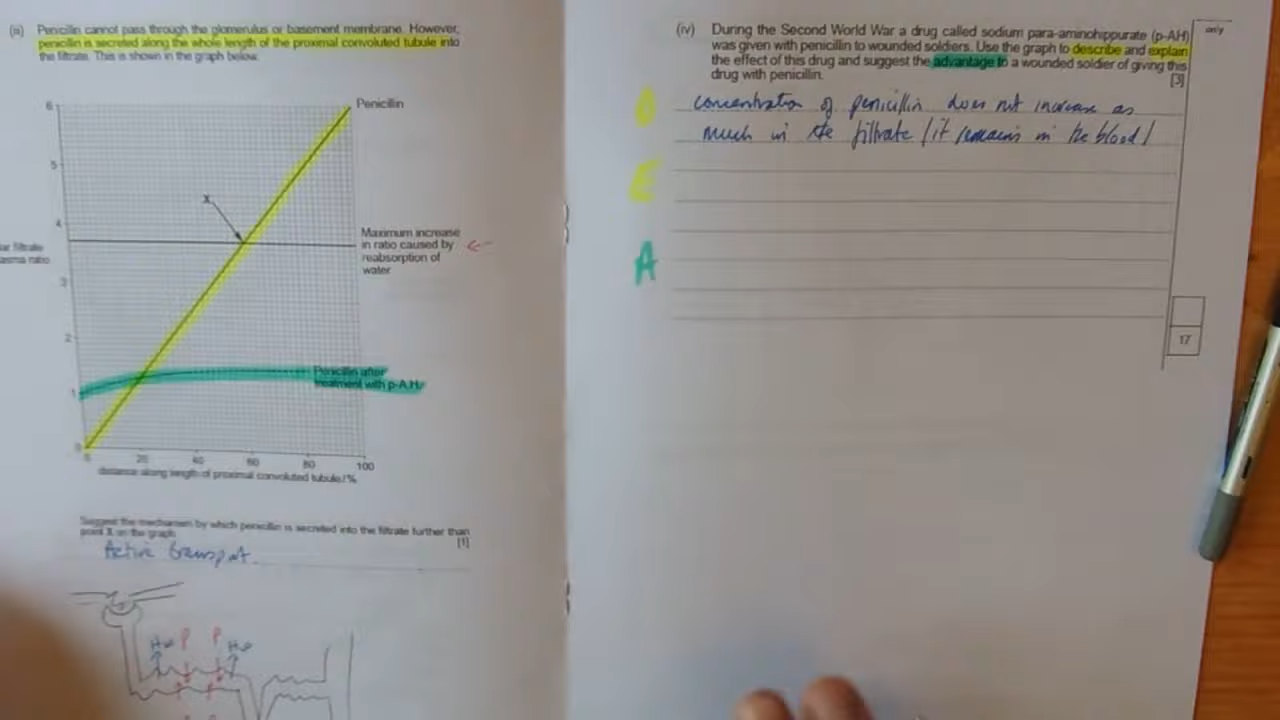 (iii) Penicillin cannot pass through the glomerulus or basement membrane. However,
penicillin is secreted along the whole length of the proximal convoluted tubule into
the filtrate. This is shown in the graph below.
6
Penicillin
5
X
4
Maximum increase
in ratio caused by
reabsorption of
water
ar filtrate
asma ratio
3
2
Penicillin after
treatment with p-AH
1
0
0 20 40 60 80 100
distance along length of proximal convoluted tubule/%
Suggest the mechanism by which penicillin is secreted into the filtrate further than
point X on the graph.
[1]
Active transport.
P P
(iv) During the Second World War a drug called sodium para-aminohippurate (p-AH)
was given with penicillin to wounded soldiers. Use the graph to describe and explain
the effect of this drug and suggest the advantage to a wounded soldier of giving this
drug with penicillin.
[3]
only
D concentration of penicillin does not increase as
much in the filtrate / it remains in the blood /
E
A
17